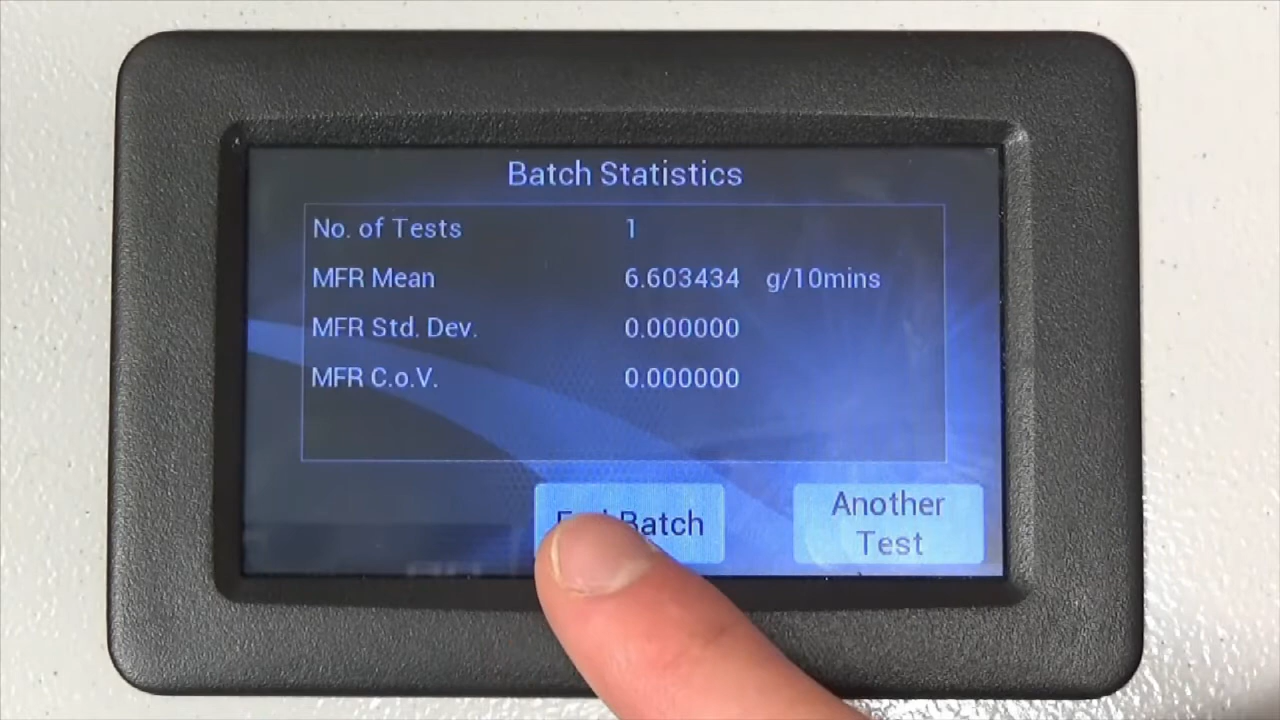 Batch Statistics
No. of Tests 1
MFR Mean 6.603434 g/10mins
MFR Std. Dev. 0.000000
MFR C.o.V. 0.000000
End Batch
Another
Test